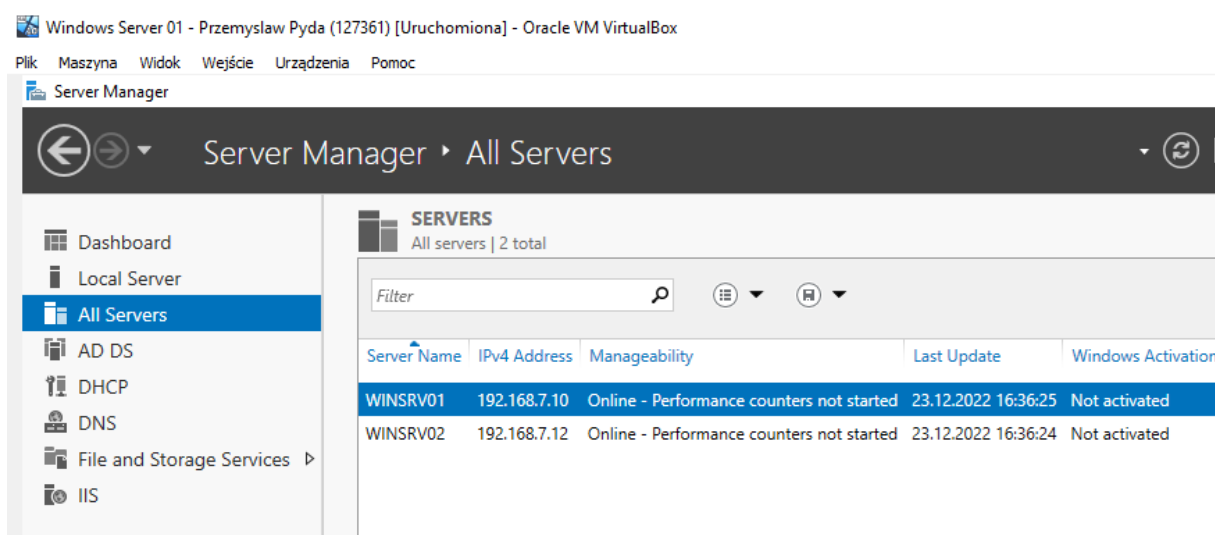 Windows Server 01 - Przemyslaw Pyda (127361) [Uruchomiona] - Oracle VM VirtualBox
Plik Maszyna Widok Wejście Urządzenia Pomoc
Server Manager
Server Manager ‣ All Servers
Dashboard
Local Server
All Servers
AD DS
DHCP
DNS
File and Storage Services
IIS
SERVERS
All servers | 2 total
Filter
Server Name IPv4 Address Manageability Last Update Windows Activation
WINSRV01 192.168.7.10 Online - Performance counters not started 23.12.2022 16:36:25 Not activated
WINSRV02 192.168.7.12 Online - Performance counters not started 23.12.2022 16:36:24 Not activated